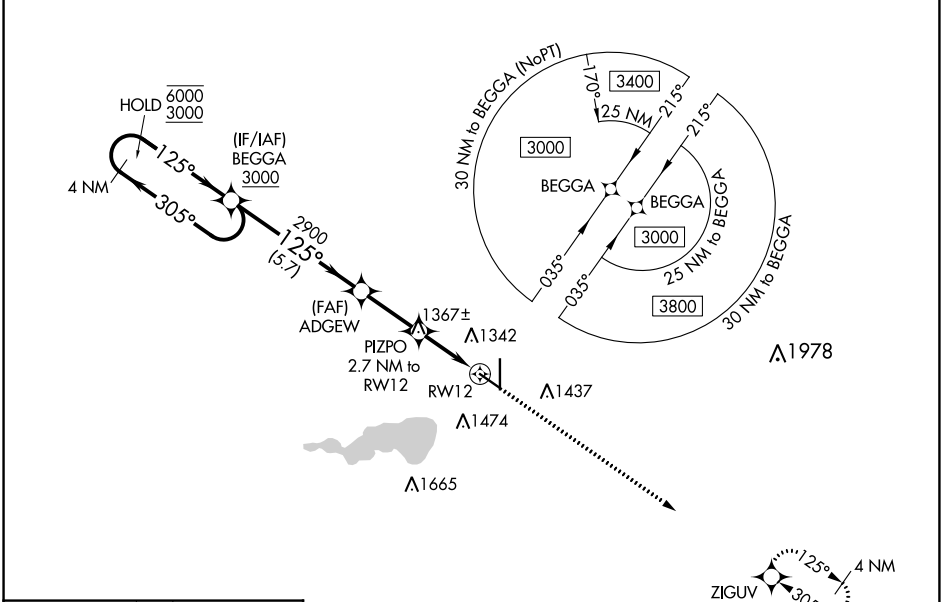 HOLD 6000
3000
125°
4 NM
305°
(IF/IAF)
BEGGA
3000
2900
125°
(5.7)
(FAF)
ADGEW
1367±
PIZPO
2.7 NM to
RW12
1342
RW12
1437
1474
1665
1978
30 NM to BEGGA (NoPT)
170°
3400
25 NM
215°
3000
BEGGA
035°
215°
BEGGA
3000
25 NM to BEGGA
035°
3800
30 NM to BEGGA
125°
4 NM
ZIGUV